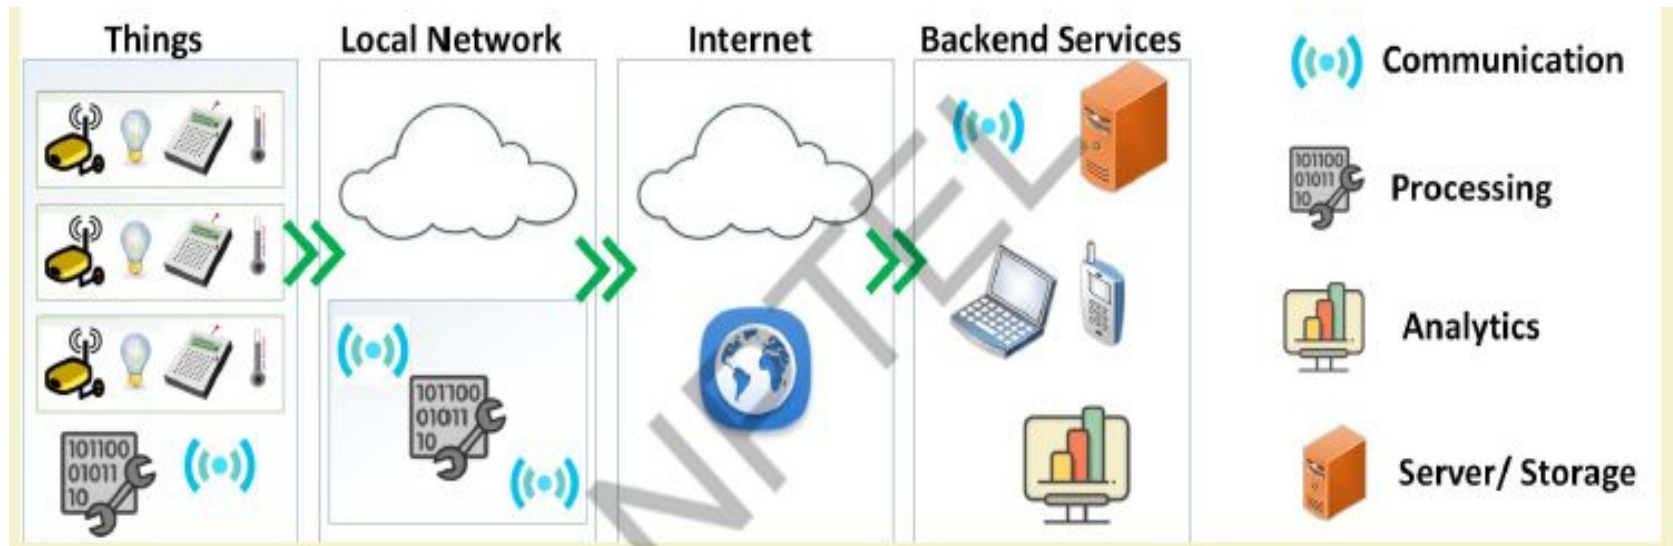 Things
Local Network
Internet
Backend Services
Communication
Processing
Analytics
Server/ Storage
101100
01011
10
101100
01011
10
101100
01011
10
NPTEL